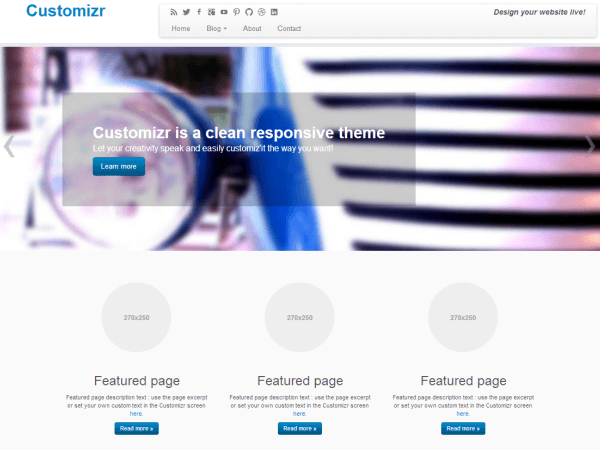 Customizr
Design your website live!
Home Blog About Contact
Customizr is a clean responsive theme
Let your creativity speak and easily customiz'it the way you want!
Learn more
270x250
270x250
270x250
Featured page
Featured page description text : use the page excerpt
or set your own custom text in the Customizr screen
here.
Read more »
Featured page
Featured page description text : use the page excerpt
or set your own custom text in the Customizr screen
here.
Read more »
Featured page
Featured page description text : use the page excerpt
or set your own custom text in the Customizr screen
here.
Read more »